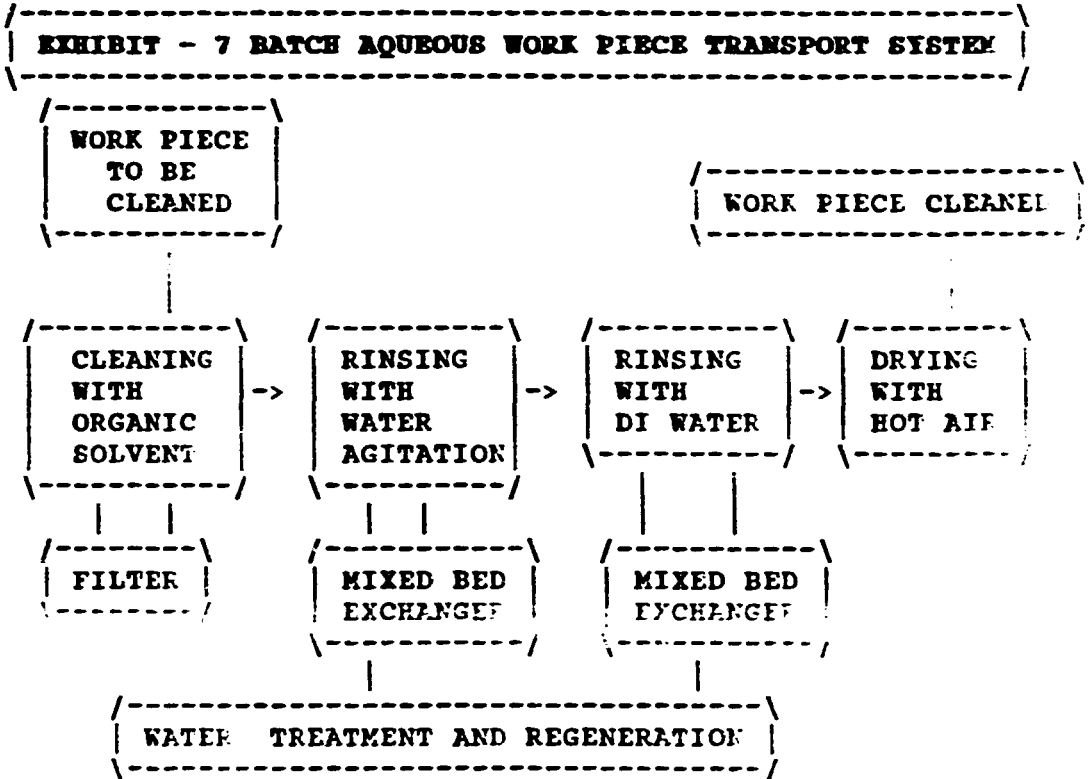 EXHIBIT - 7 BATCH AQUEOUS WORK PIECE TRANSPORT SYSTEM
WORK PIECE
TO BE
CLEANED
WORK PIECE CLEANED
CLEANING
WITH
ORGANIC
SOLVENT
->
RINSING
WITH
WATER
AGITATION
->
RINSING
WITH
DI WATER
->
DRYING
WITH
HOT AIR
FILTER
MIXED BED
EXCHANGER
MIXED BED
EXCHANGER
WATER TREATMENT AND REGENERATION